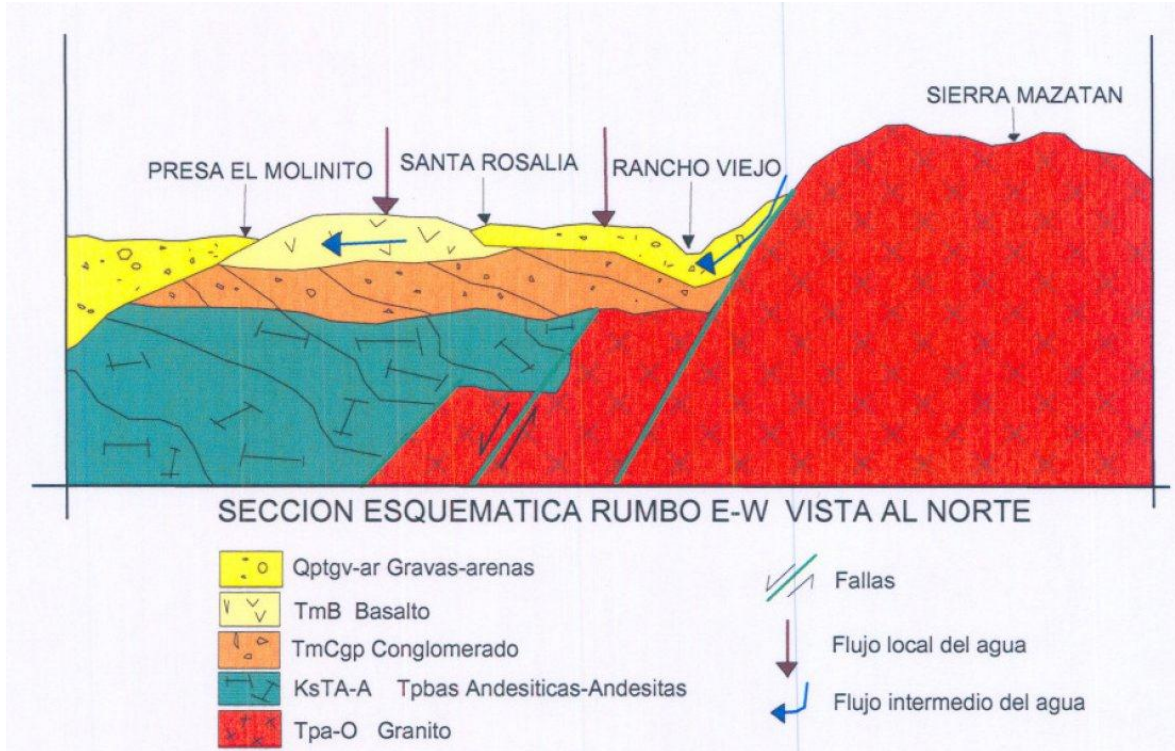 SIERRA MAZATAN
PRESA EL MOLINITO
SANTA ROSALIA
RANCHO VIEJO
SECCION ESQUEMATICA RUMBO E-W VISTA AL NORTE
Qptgv-ar Gravas-arenas
TmB Basalto
TmCgp Conglomerado
KsTA-A Tpbas Andesiticas-Andesitas
Tpa-O Granito
Fallas
Flujo local del agua
Flujo intermedio del agua